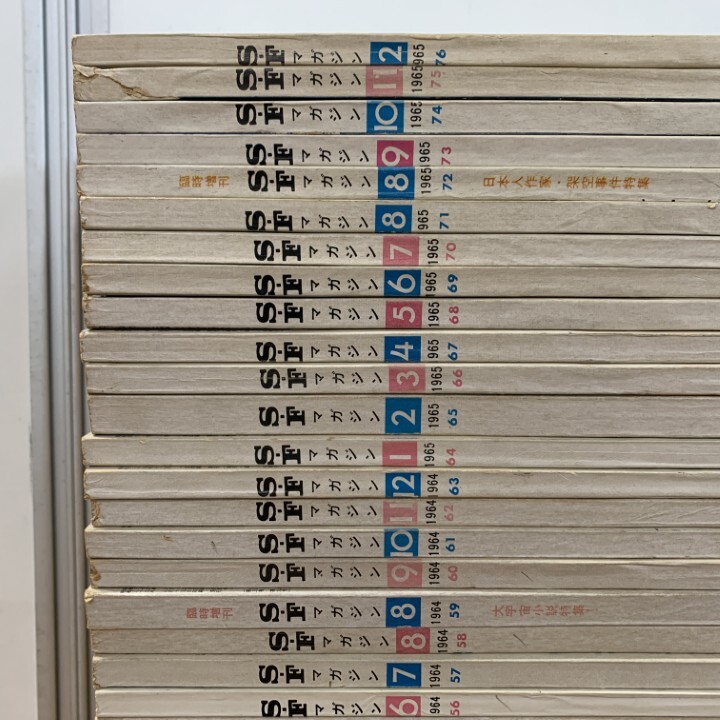 S-Fマガジン 12 1965 76
S-Fマガジン 11 1965 75
S-Fマガジン 10 1965 74
S-Fマガジン 9 1965 73
臨時増刊 S-Fマガジン 8 1965 72 日本人作家・架空事件特集
S-Fマガジン 8 1965 71
S-Fマガジン 7 1965 70
S-Fマガジン 6 1965 69
S-Fマガジン 5 1965 68
S-Fマガジン 4 1965 67
S-Fマガジン 3 1965 66
S-Fマガジン 2 1965 65
S-Fマガジン 1 1965 64
S-Fマガジン 12 1964 63
S-Fマガジン 11 1964 62
S-Fマガジン 10 1964 61
S-Fマガジン 9 1964 60
臨時増刊 S-Fマガジン 8 1964 59 大宇宙小説特集!
S-Fマガジン 8 1964 58
S-Fマガジン 7 1964 57
S-Fマガジン 6 1964 56